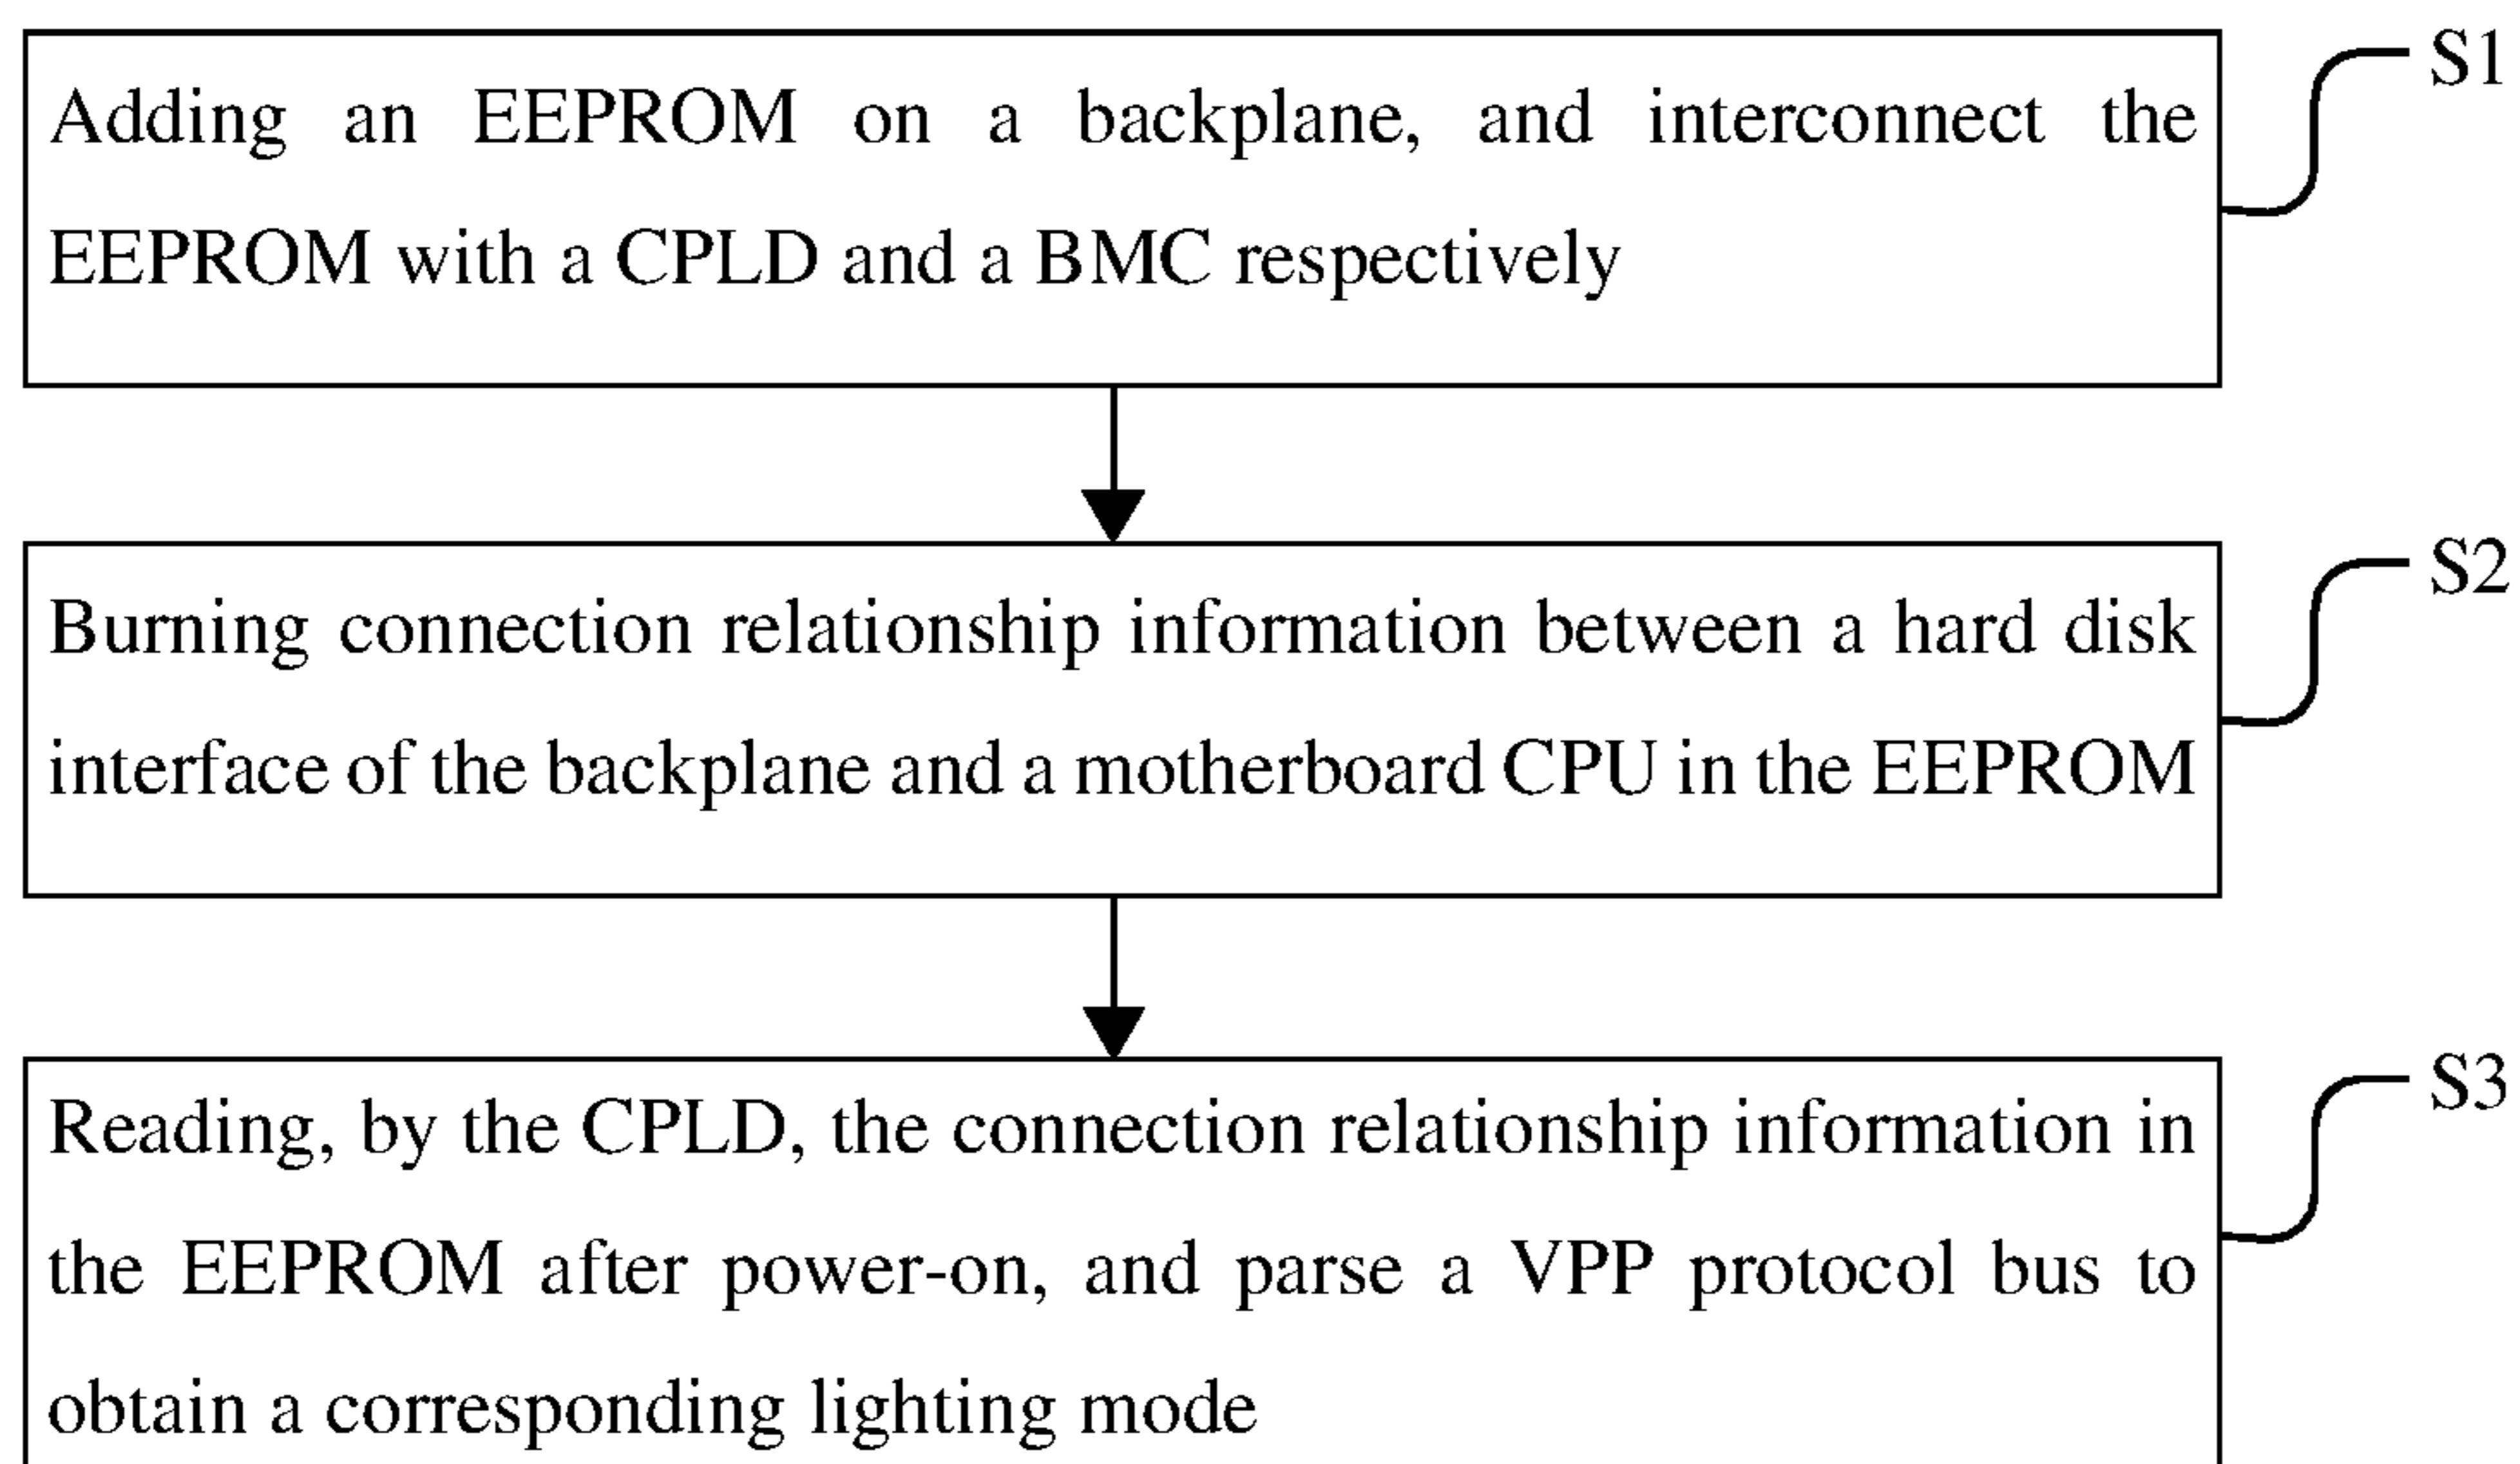 S1
Adding an EEPROM on a backplane, and interconnect the
EEPROM with a CPLD and a BMC respectively
S2
Burning connection relationship information between a hard disk
interface of the backplane and a motherboard CPU in the EEPROM
S3
Reading, by the CPLD, the connection relationship information in
the EEPROM after power-on, and parse a VPP protocol bus to
obtain a corresponding lighting mode